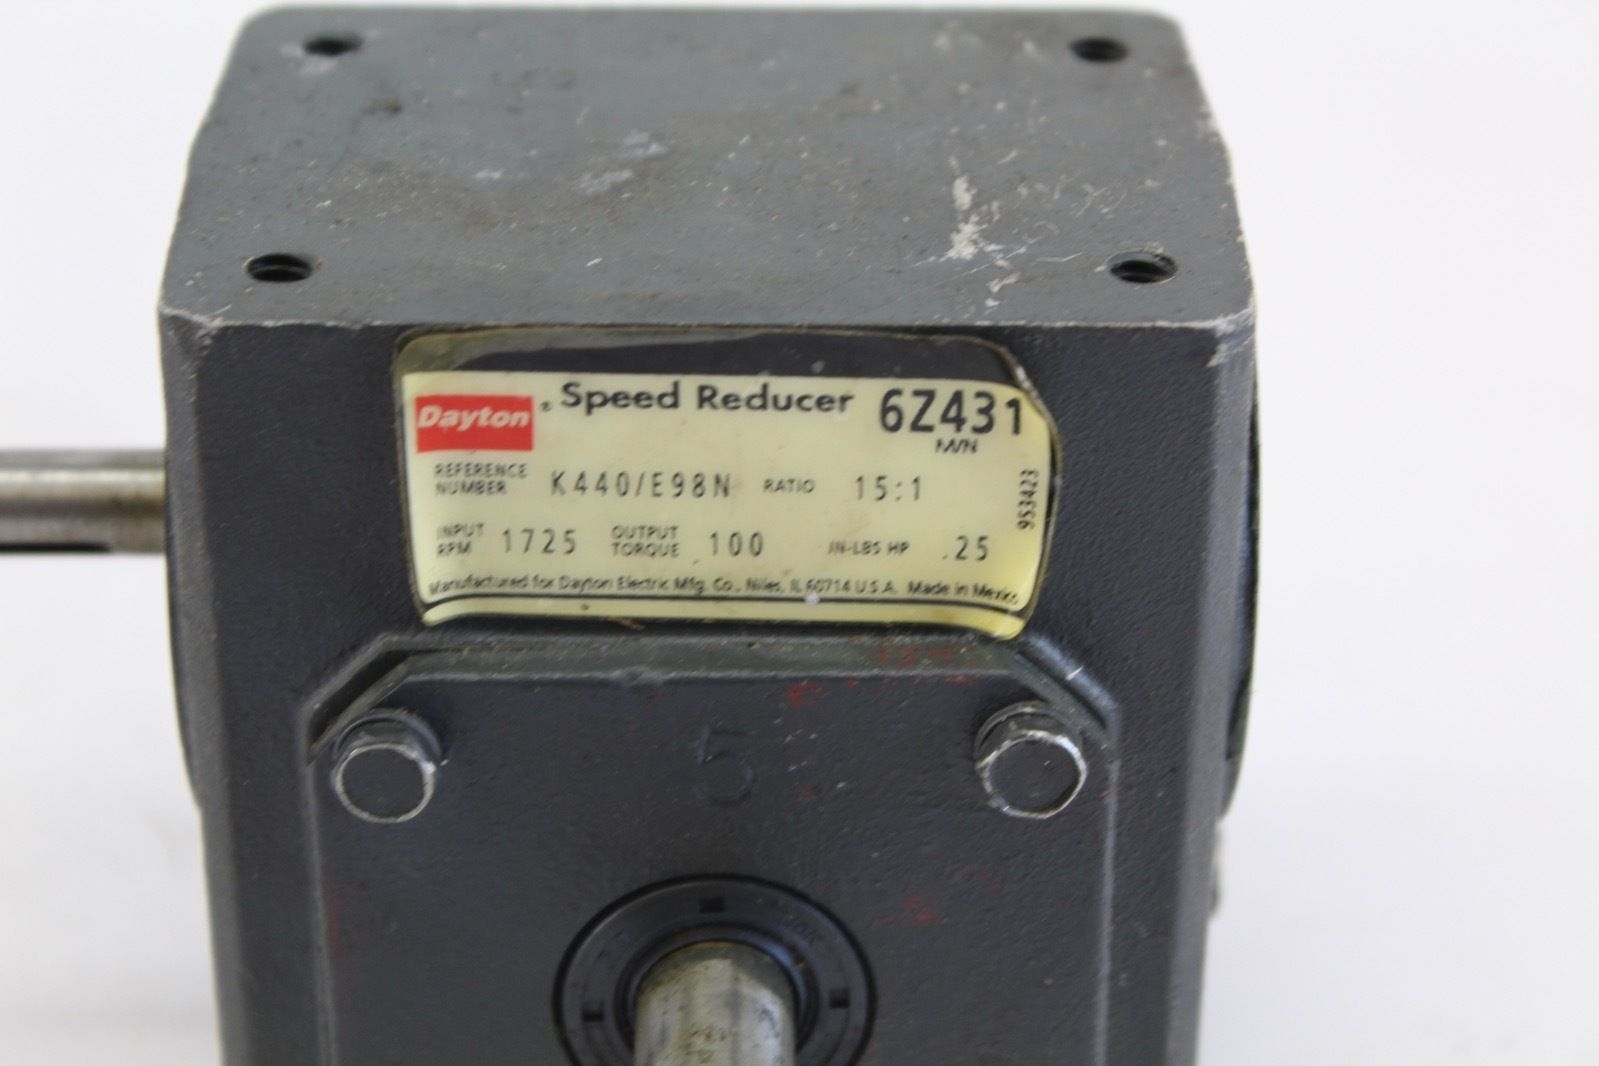 Dayton® Speed Reducer 6Z431
M/N
REFERENCE NUMBER K440/E98N RATIO 15:1
INPUT RPM 1725 OUTPUT TORQUE 100 IN-LBS HP .25
Manufactured for Dayton Electric Mfg. Co., Niles, IL 60714 U.S.A. Made in Mexico
953423
5